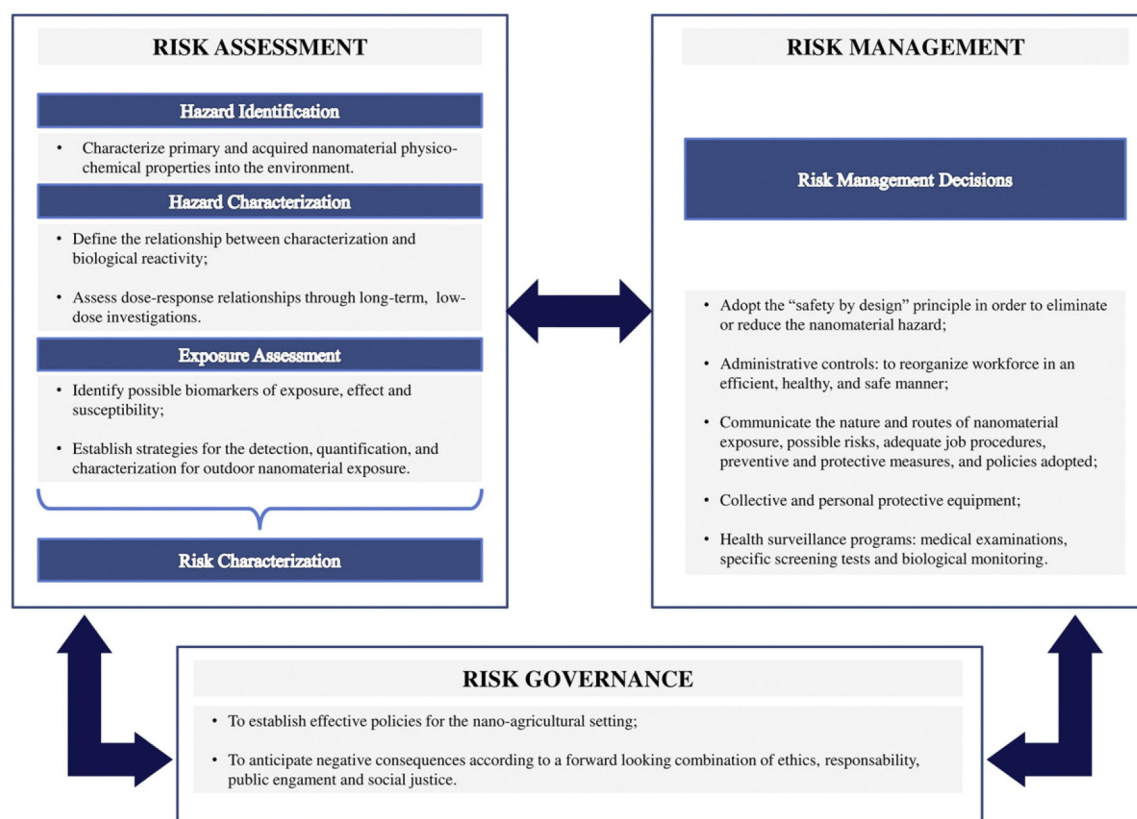 RISK ASSESSMENT
Hazard Identification
• Characterize primary and acquired nanomaterial physico-
chemical properties into the environment.
Hazard Characterization
• Define the relationship between characterization and
biological reactivity;
• Assess dose-response relationships through long-term, low-
dose investigations.
Exposure Assessment
• Identify possible biomarkers of exposure, effect and
susceptibility;
• Establish strategies for the detection, quantification, and
characterization for outdoor nanomaterial exposure.
Risk Characterization
RISK MANAGEMENT
Risk Management Decisions
• Adopt the “safety by design” principle in order to eliminate
or reduce the nanomaterial hazard;
• Administrative controls: to reorganize workforce in an
efficient, healthy, and safe manner;
• Communicate the nature and routes of nanomaterial
exposure, possible risks, adequate job procedures,
preventive and protective measures, and policies adopted;
• Collective and personal protective equipment;
• Health surveillance programs: medical examinations,
specific screening tests and biological monitoring.
RISK GOVERNANCE
• To establish effective policies for the nano-agricultural setting;
• To anticipate negative consequences according to a forward looking combination of ethics, responsability,
public engament and social justice.